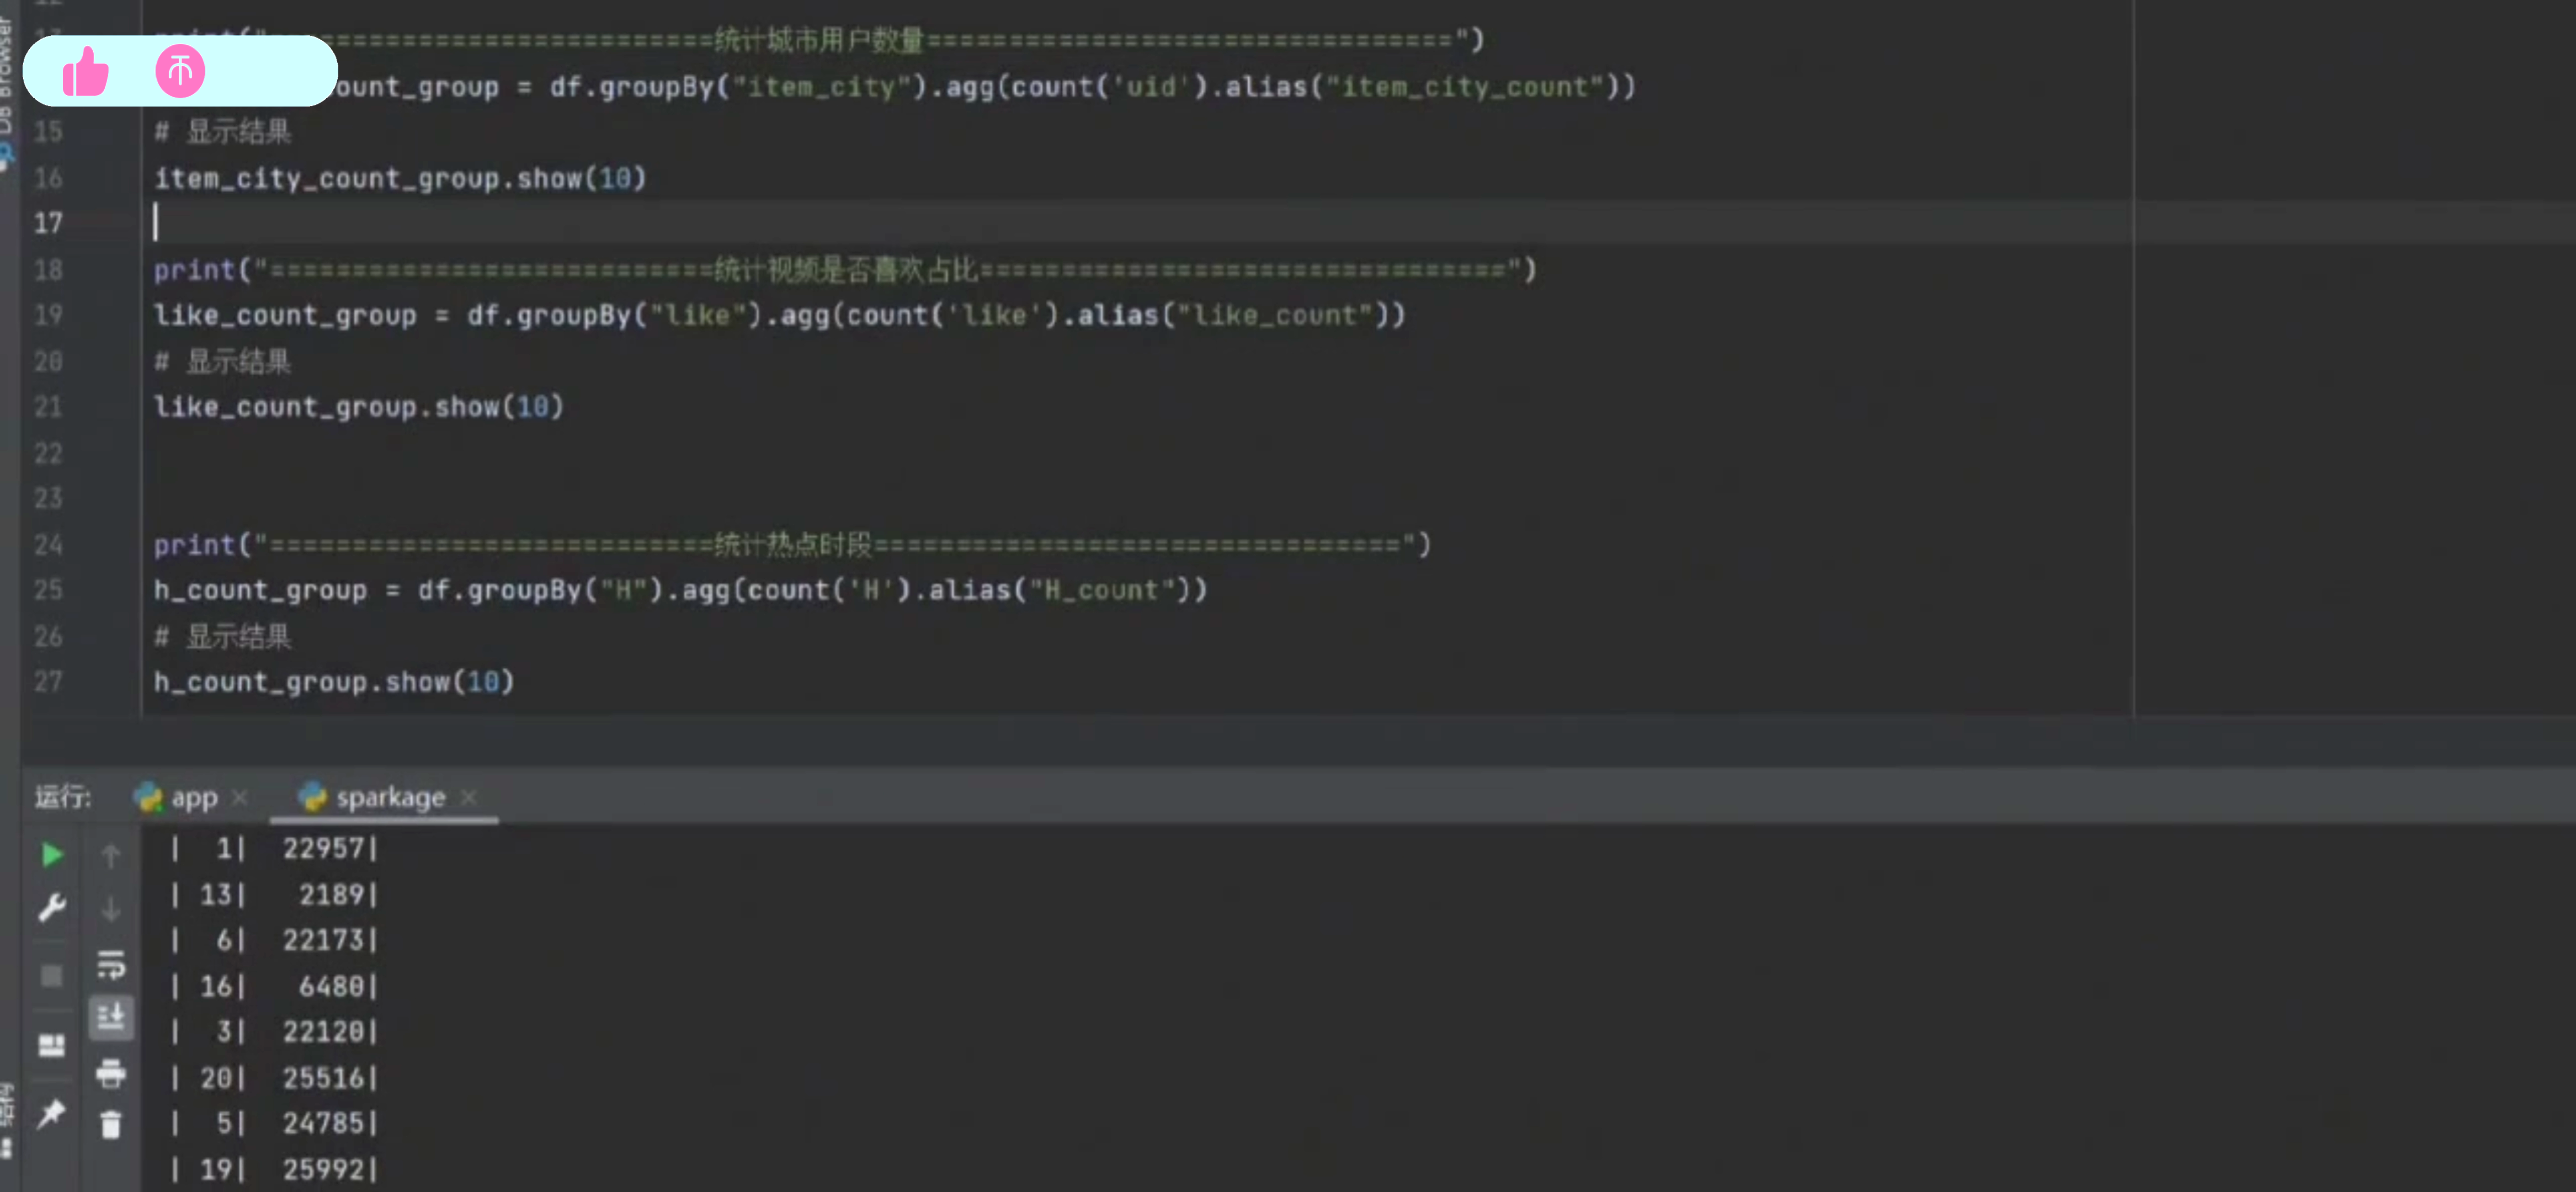 print("===========================统计城市用户数量================================")
ount_group = df.groupBy("item_city").agg(count('uid').alias("item_city_count"))
15 # 显示结果
16 item_city_count_group.show(10)
17
18 print("===========================统计视频是否喜欢占比================================")
19 like_count_group = df.groupBy("like").agg(count('like').alias("like_count"))
20 # 显示结果
21 like_count_group.show(10)
22
23
24 print("===========================统计热点时段================================")
25 h_count_group = df.groupBy("H").agg(count('H').alias("H_count"))
26 # 显示结果
27 h_count_group.show(10)
DB Browser
结构
运行: app × sparkage ×
| 1| 22957|
| 13| 2189|
| 6| 22173|
| 16| 6480|
| 3| 22120|
| 20| 25516|
| 5| 24785|
| 19| 25992|